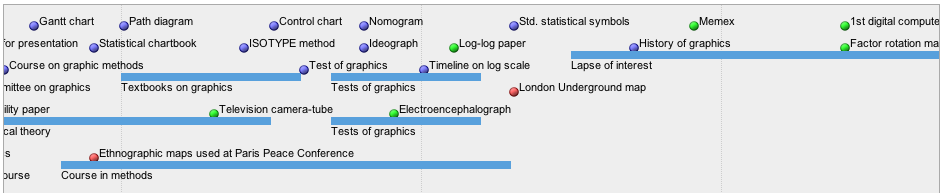 Gantt chart Path diagram Control chart Nomogram Std. statistical symbols Memex 1st digital compute
for presentation Statistical chartbook ISOTYPE method Ideograph Log-log paper History of graphics Factor rotation ma
Course on graphic methods Test of graphics Timeline on log scale Lapse of interest
mittee on graphics Textbooks on graphics Tests of graphics London Underground map
ility paper Television camera-tube Electroencephalograph
cal theory Tests of graphics
s Ethnographic maps used at Paris Peace Conference
ourse Course in methods